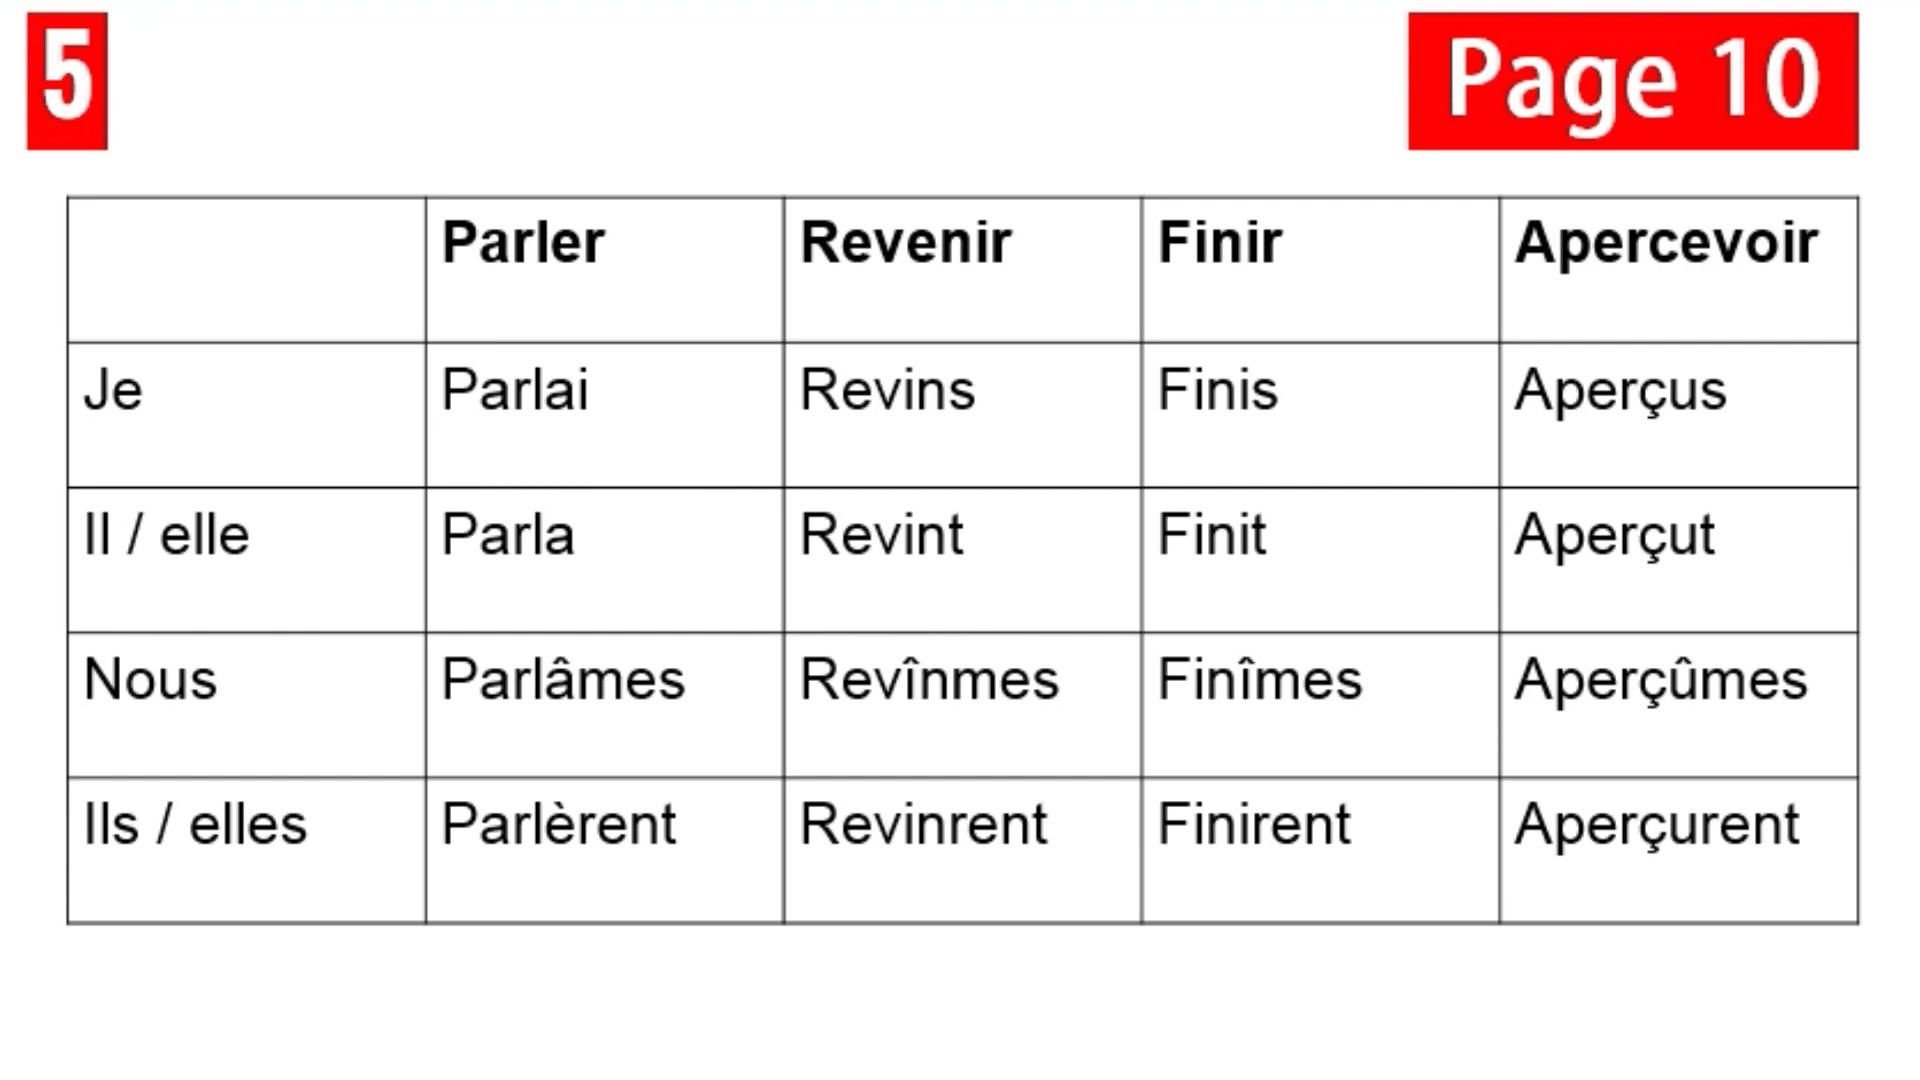 5
Page 10
Parler Revenir Finir Apercevoir
Je Parlai Revins Finis Aperçus
Il / elle Parla Revint Finit Aperçut
Nous Parlâmes Revînmes Finîmes Aperçûmes
Ils / elles Parlèrent Revinrent Finirent Aperçurent